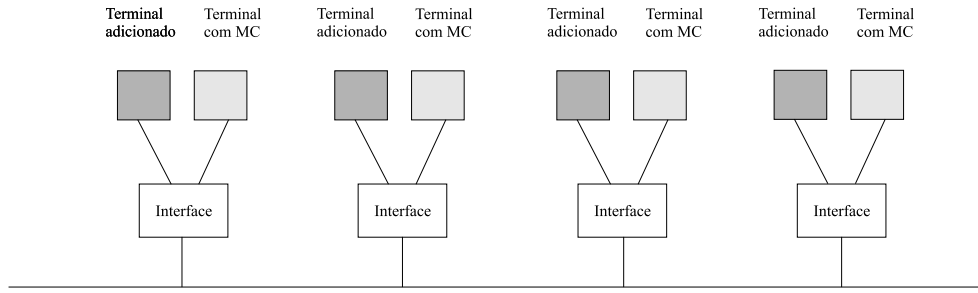 Terminal adicionado
Terminal com MC
Terminal adicionado
Terminal com MC
Terminal adicionado
Terminal com MC
Terminal adicionado
Terminal com MC
Interface
Interface
Interface
Interface